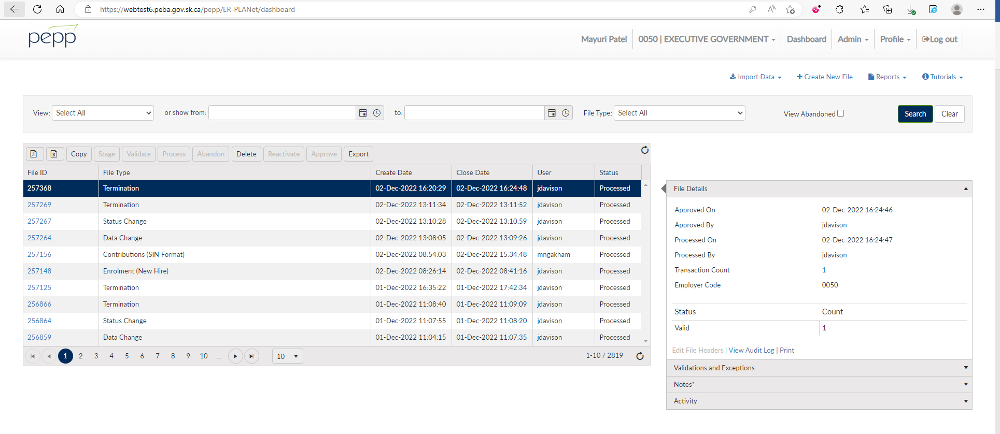 https://webtest6.peba.gov.sk.ca/pepp/ER-PLANet/dashboard
pepp
Mayuri Patel 0050 | EXECUTIVE GOVERNMENT Dashboard Admin Profile Log out
Import Data Create New File Reports Tutorials
View: Select All or show from: to: File Type: Select All View Abandoned Search Clear
Copy Stage Validate Process Abandon Delete Reactivate Approve Export
File ID File Type Create Date Close Date User Status
257368 Termination 02-Dec-2022 16:20:29 02-Dec-2022 16:24:48 jdavison Processed
257269 Termination 02-Dec-2022 13:11:34 02-Dec-2022 13:11:52 jdavison Processed
257267 Status Change 02-Dec-2022 13:10:28 02-Dec-2022 13:10:59 jdavison Processed
257264 Data Change 02-Dec-2022 13:08:05 02-Dec-2022 13:09:26 jdavison Processed
257156 Contributions (SIN Format) 02-Dec-2022 08:54:03 02-Dec-2022 15:34:48 mngakham Processed
257148 Enrolment (New Hire) 02-Dec-2022 08:26:14 02-Dec-2022 08:41:16 jdavison Processed
257125 Termination 01-Dec-2022 16:35:22 01-Dec-2022 17:42:34 jdavison Processed
256866 Termination 01-Dec-2022 11:08:40 01-Dec-2022 11:09:09 jdavison Processed
256864 Status Change 01-Dec-2022 11:07:55 01-Dec-2022 11:08:20 jdavison Processed
256859 Data Change 01-Dec-2022 11:04:15 01-Dec-2022 11:07:35 jdavison Processed
1 2 3 4 5 6 7 8 9 10 ... 10 1-10 / 2819
File Details
Approved On 02-Dec-2022 16:24:46
Approved By jdavison
Processed On 02-Dec-2022 16:24:47
Processed By jdavison
Transaction Count 1
Employer Code 0050
Status Count
Valid 1
Edit File Headers | View Audit Log | Print
Validations and Exceptions
Notes*
Activity